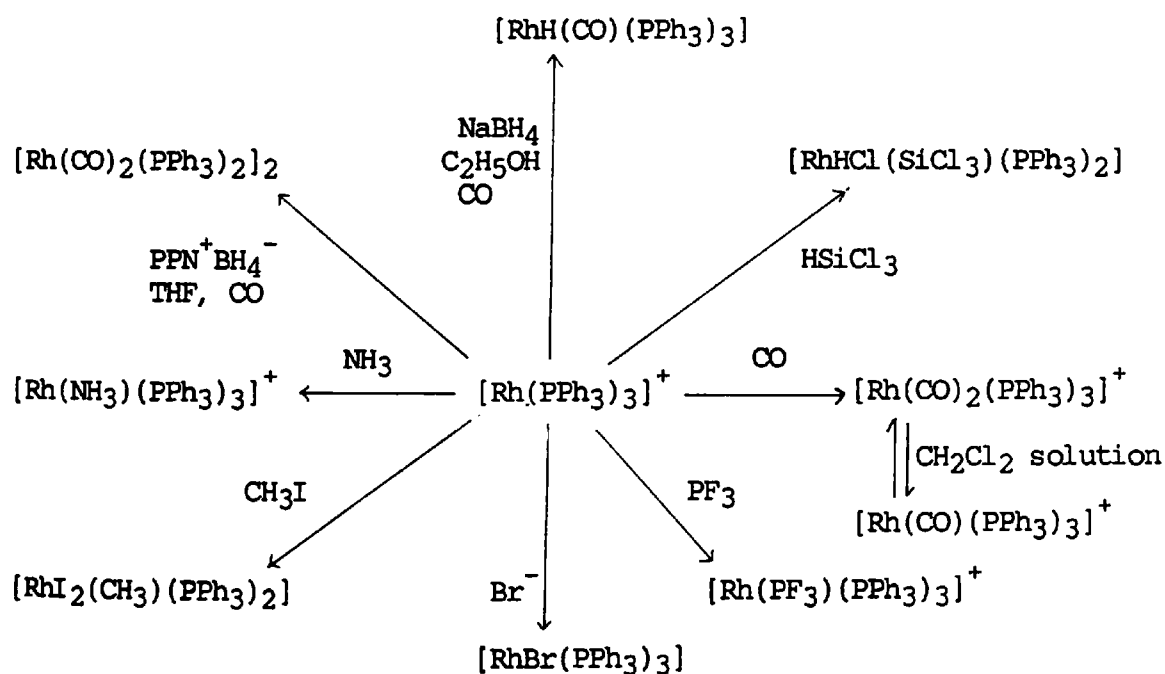 [RhH(CO)(PPh3)3]
NaBH4
C2H5OH
CO
[Rh(CO)2(PPh3)2]2
[RhHCl(SiCl3)(PPh3)2]
PPN+BH4-
THF, CO
HSiCl3
NH3
CO
[Rh(NH3)(PPh3)3]+
[Rh(PPh3)3]+
[Rh(CO)2(PPh3)3]+
CH2Cl2 solution
CH3I
PF3
[Rh(CO)(PPh3)3]+
[RhI2(CH3)(PPh3)2]
Br-
[Rh(PF3)(PPh3)3]+
[RhBr(PPh3)3]